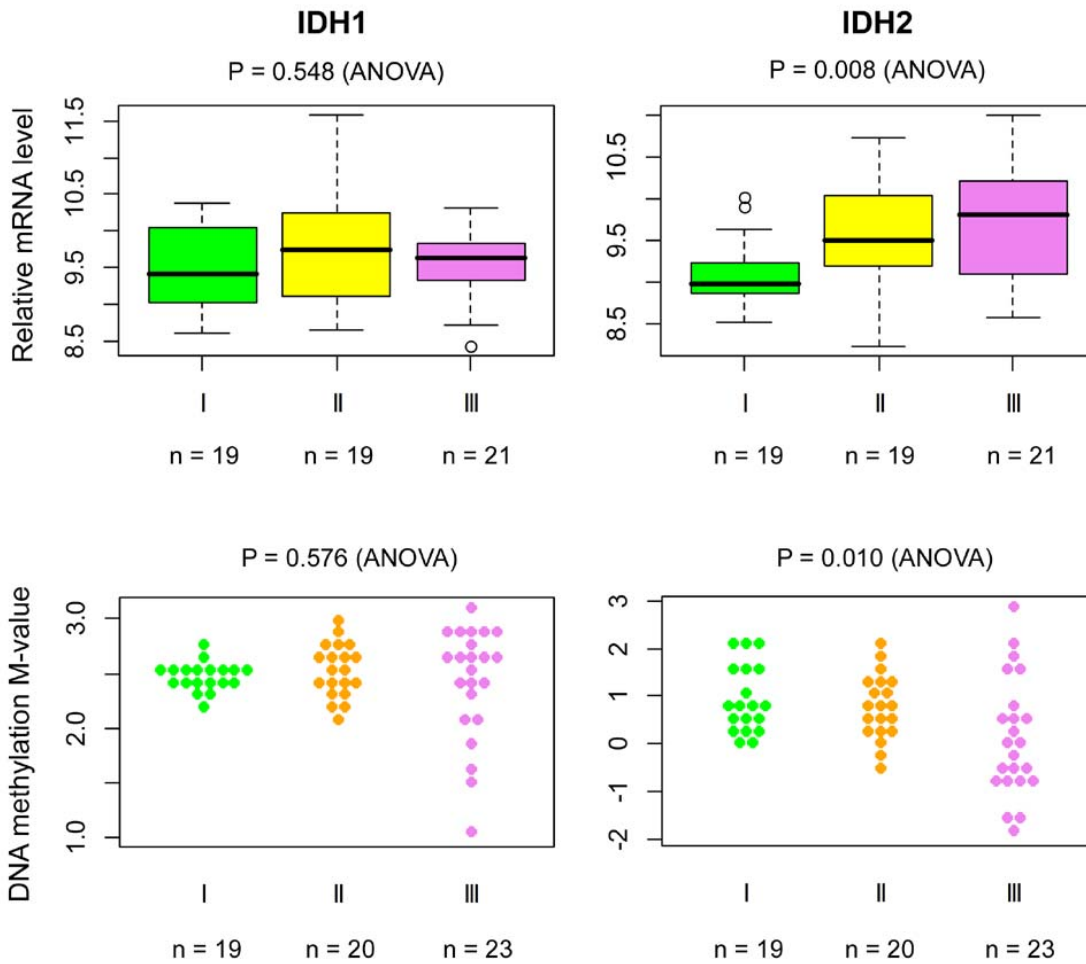 IDH1
IDH2
P = 0.548 (ANOVA)
P = 0.008 (ANOVA)
Relative mRNA level
11.5
10.5
9.5
8.5
10.5
9.5
8.5
I II III
I II III
n = 19 n = 19 n = 21
n = 19 n = 19 n = 21
P = 0.576 (ANOVA)
P = 0.010 (ANOVA)
DNA methylation M-value
3.0
2.0
1.0
3
2
1
0
-1
-2
I II III
I II III
n = 19 n = 20 n = 23
n = 19 n = 20 n = 23